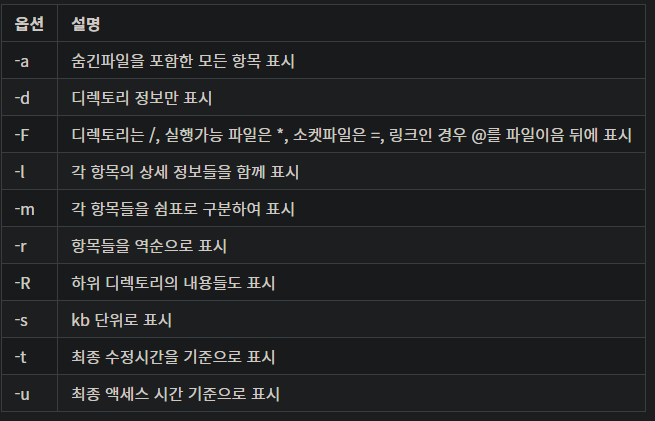 옵션 설명
-a 숨긴파일을 포함한 모든 항목 표시
-d 디렉토리 정보만 표시
-F 디렉토리는 /, 실행가능 파일은 *, 소켓파일은 =, 링크인 경우 @를 파일이음 뒤에 표시
-l 각 항목의 상세 정보들을 함께 표시
-m 각 항목들을 쉼표로 구분하여 표시
-r 항목들을 역순으로 표시
-R 하위 디렉토리의 내용들도 표시
-s kb 단위로 표시
-t 최종 수정시간을 기준으로 표시
-u 최종 액세스 시간 기준으로 표시